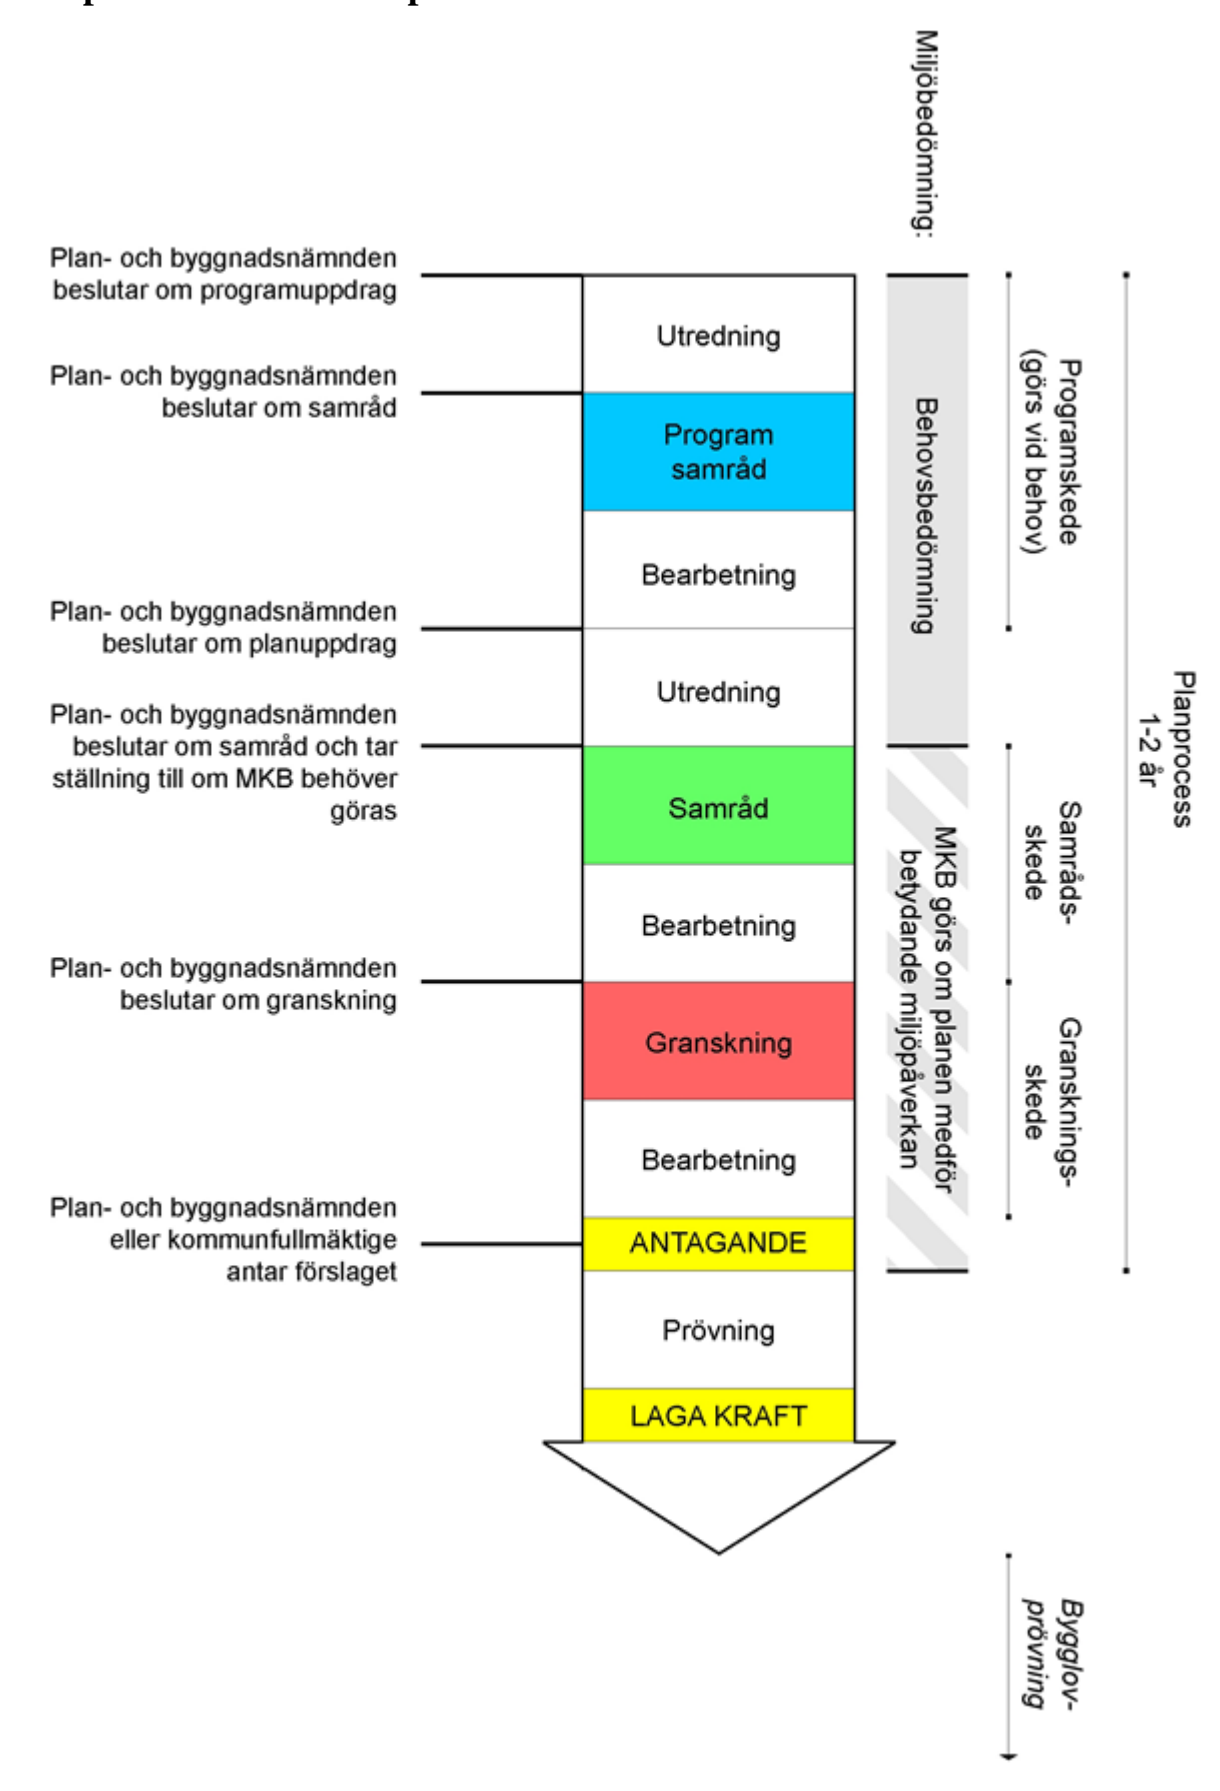 Miljöbedömning:
Plan- och byggnadsnämnden
beslutar om programuppdrag
Plan- och byggnadsnämnden
beslutar om samråd
Plan- och byggnadsnämnden
beslutar om planuppdrag
Plan- och byggnadsnämnden
beslutar om samråd och tar
ställning till om MKB behöver
göras
Plan- och byggnadsnämnden
beslutar om granskning
Plan- och byggnadsnämnden
eller kommunfullmäktige
antar förslaget
Utredning
Program
samråd
Bearbetning
Utredning
Samråd
Bearbetning
Granskning
Bearbetning
ANTAGANDE
Prövning
LAGA KRAFT
Behovsbedömning
MKB görs om planen medför
betydande miljöpåverkan
Programskede
(görs vid behov)
Samråds-
skede
Gransknings-
skede
Planprocess
1-2 år
Bygglov-
prövning